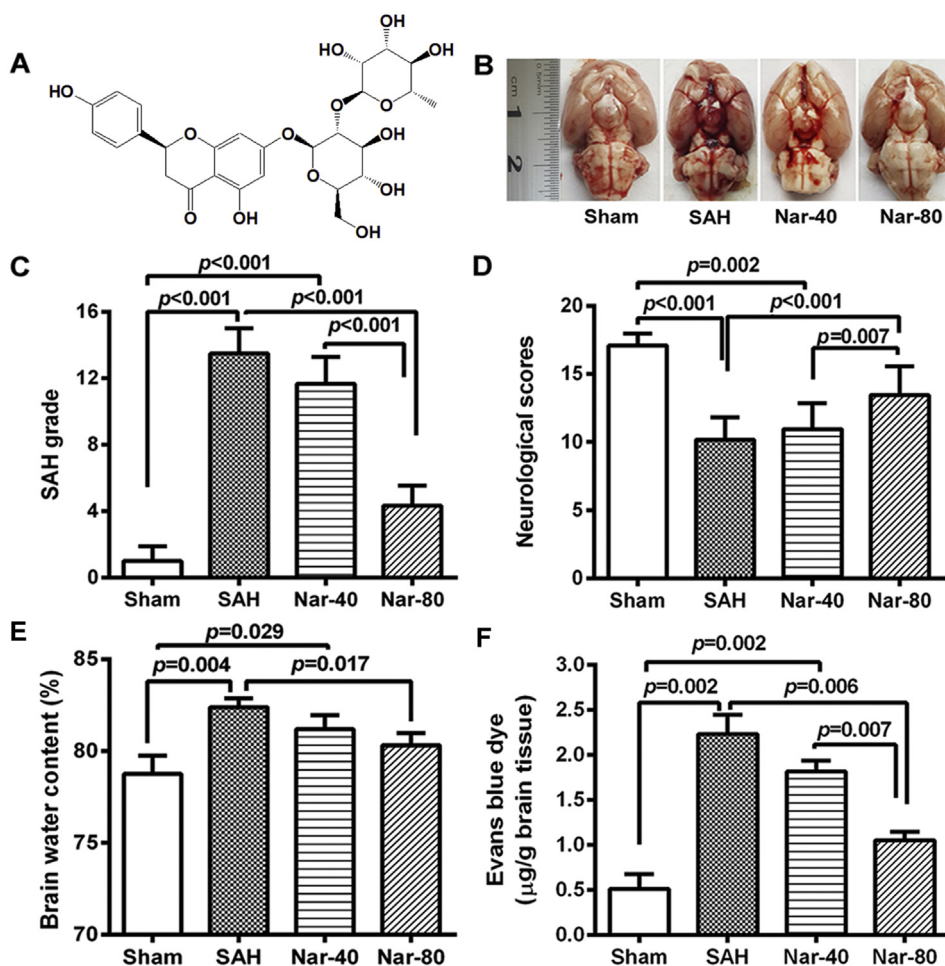 A
HO
O
O
OH
O
OH
HO
OH
OH
O
OH
O
O
OH
OH
B
cm
0.5mm
1
2
Sham SAH Nar-40 Nar-80
C
p<0.001
p<0.001 p<0.001
p<0.001
SAH grade
16
12
8
4
0
Sham SAH Nar-40 Nar-80
D
p=0.002
p<0.001 p<0.001
p=0.007
Neurological scores
20
15
10
5
0
Sham SAH Nar-40 Nar-80
E
p=0.029
p=0.004 p=0.017
Brain water content (%)
85
80
75
70
Sham SAH Nar-40 Nar-80
F
p=0.002
p=0.002 p=0.006
p=0.007
Evans blue dye
(µg/g brain tissue)
3.0
2.5
2.0
1.5
1.0
0.5
0.0
Sham SAH Nar-40 Nar-80